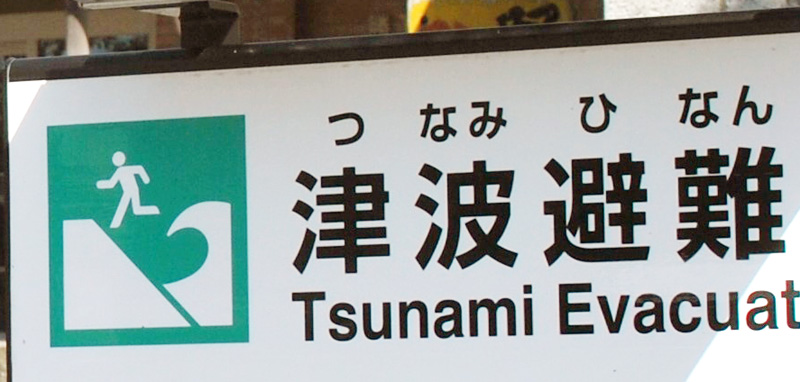 つ なみ ひ なん
津波避難
Tsunami Evacuat